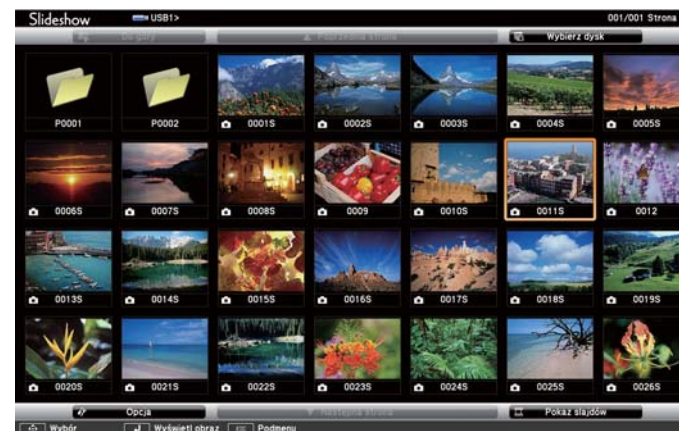 Slideshow USB1> 001/001 Strona
Do góry Poprzednia strona Wybierz dysk
P0001 P0002 0001S 0002S 0003S 0004S 0005S
0006S 0007S 0008S 0009 0010S 0011S 0012
0013S 0014S 0015S 0016S 0017S 0018S 0019S
0020S 0021S 0022S 0023S 0024S 0025S 0026S
Opcja Następna strona Pokaz slajdów
Wybór Wyświetl obraz Podmenu